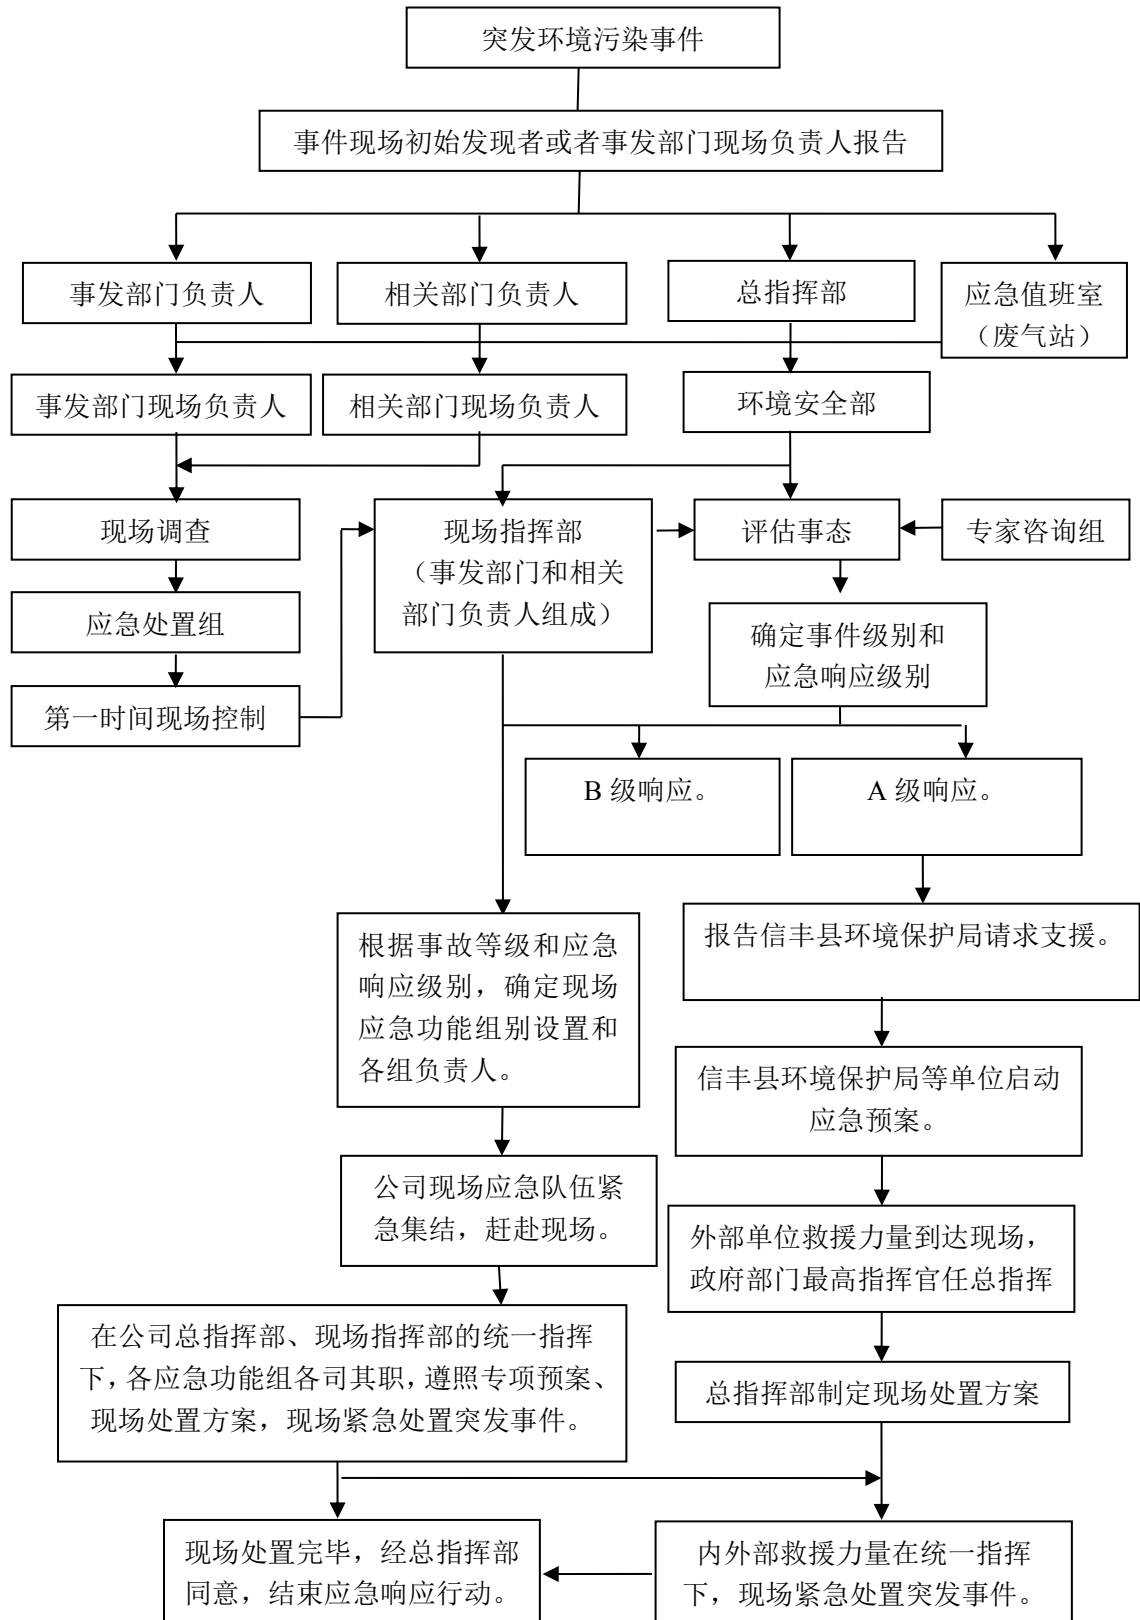 突发环境污染事件
事件现场初始发现者或者事发部门现场负责人报告
事发部门负责人
相关部门负责人
总指挥部
应急值班室
（废气站）
事发部门现场负责人
相关部门现场负责人
环境安全部
现场调查
现场指挥部
（事发部门和相关
部门负责人组成）
评估事态
专家咨询组
应急处置组
确定事件级别和
应急响应级别
第一时间现场控制
B 级响应。
A 级响应。
根据事故等级和应急
响应级别，确定现场
应急功能组别设置和
各组负责人。
报告信丰县环境保护局请求支援。
信丰县环境保护局等单位启动
应急预案。
公司现场应急队伍紧
急集结，赶赴现场。
外部单位救援力量到达现场，
政府部门最高指挥官任总指挥
在公司总指挥部、现场指挥部的统一指挥
下，各应急功能组各司其职，遵照专项预案、
现场处置方案，现场紧急处置突发事件。
总指挥部制定现场处置方案
现场处置完毕，经总指挥部
同意，结束应急响应行动。
内外部救援力量在统一指挥
下，现场紧急处置突发事件。